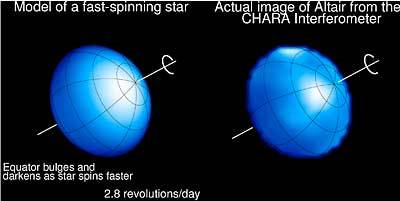 Model of a fast-spinning star
Actual image of Altair from the
CHARA Interferometer
Equator bulges and
darkens as star spins faster
2.8 revolutions/day